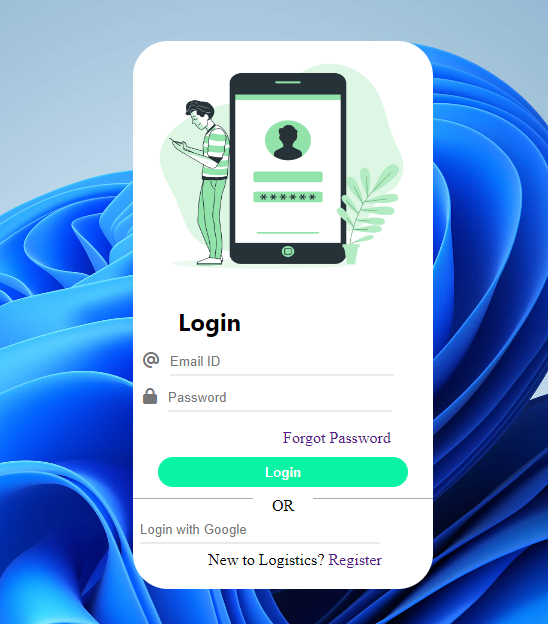 ******
Login
@ Email ID
Password
Forgot Password
Login
OR
Login with Google
New to Logistics? Register